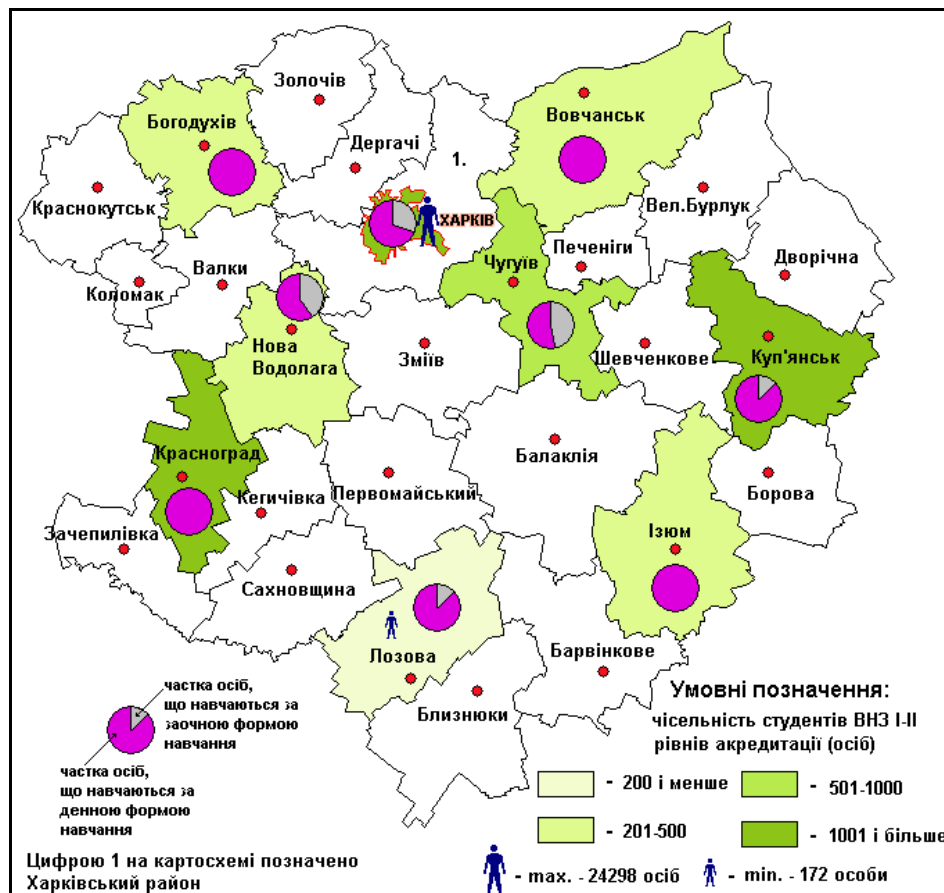 Золочів
Богодухів
Вовчанськ
Дергачі
1.
Краснокутськ
Вел.Бурлук
ХАРКІВ
Печеніги
Чугуїв
Дворічна
Валки
Коломак
Нова
Водолага
Зміїв
Шевченкове
Куп'янськ
Красноград
Балаклія
Кегичівка
Первомайський
Борова
Зачепилівка
Ізюм
Сахновщина
Лозова
Барвінкове
Близнюки
частка осіб,
що навчаються за
заочною формою
навчання
частка осіб,
що навчаються за
денною формою
навчання
Цифрою 1 на картосхемі позначено
Харківський район
Умовні позначення:
чісельність студентів ВНЗ І-ІІ
рівнів акредитації (осіб)
- 200 і менше
- 501-1000
- 201-500
- 1001 і більше
- max. - 24298 осіб
- min. - 172 особи